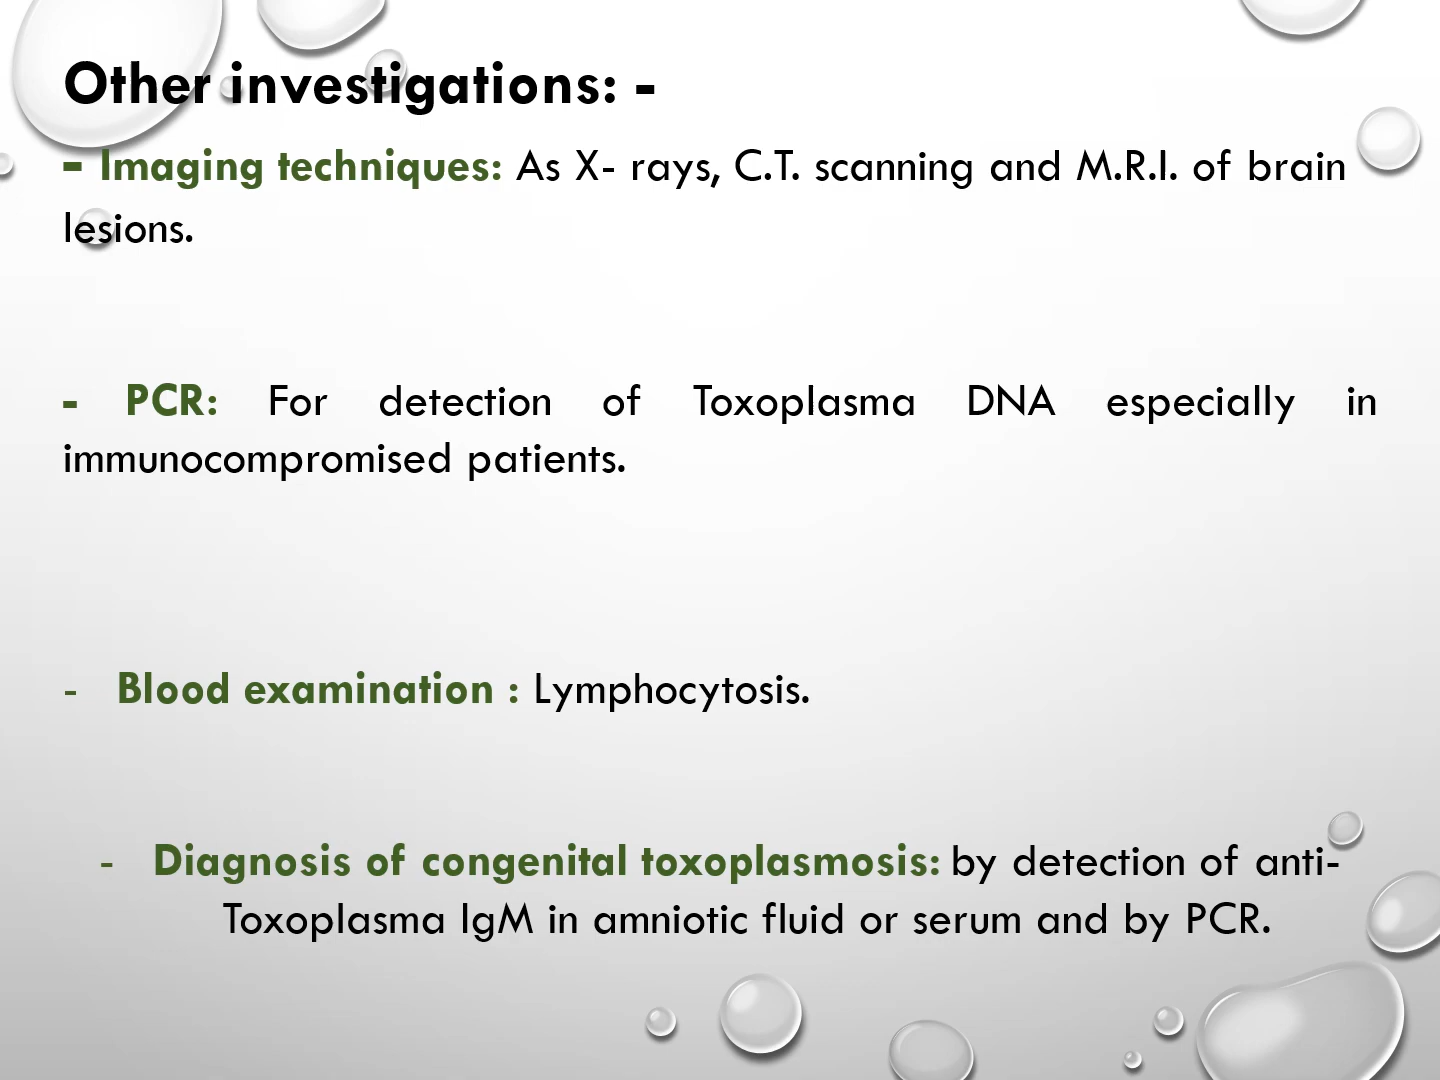 Other investigations: -
- Imaging techniques: As X- rays, C.T. scanning and M.R.I. of brain
lesions.
- PCR: For detection of Toxoplasma DNA especially in
immunocompromised patients.
- Blood examination : Lymphocytosis.
- Diagnosis of congenital toxoplasmosis: by detection of anti-
Toxoplasma IgM in amniotic fluid or serum and by PCR.